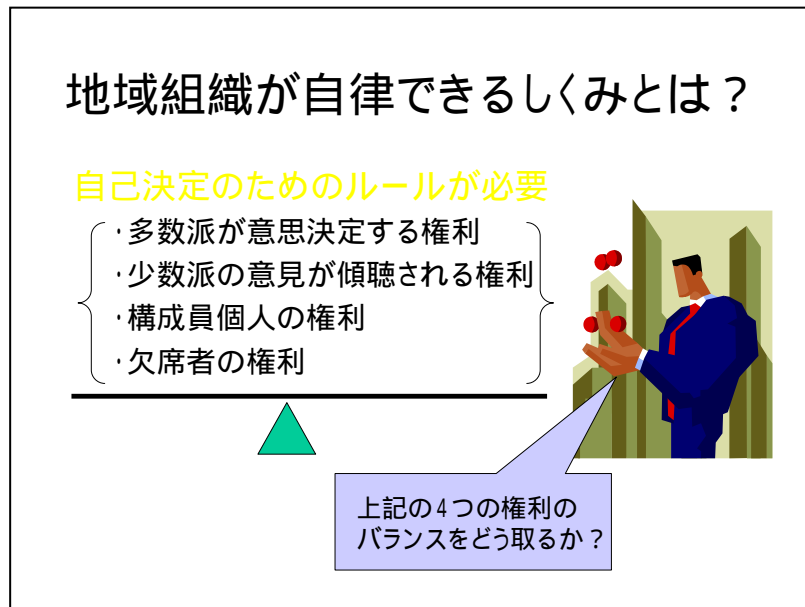 地域組織が自律できるしくみとは？
自己決定のためのルールが必要
・多数派が意思決定する権利
・少数派の意見が傾聴される権利
・構成員個人の権利
・欠席者の権利
上記の４つの権利の
バランスをどう取るか？